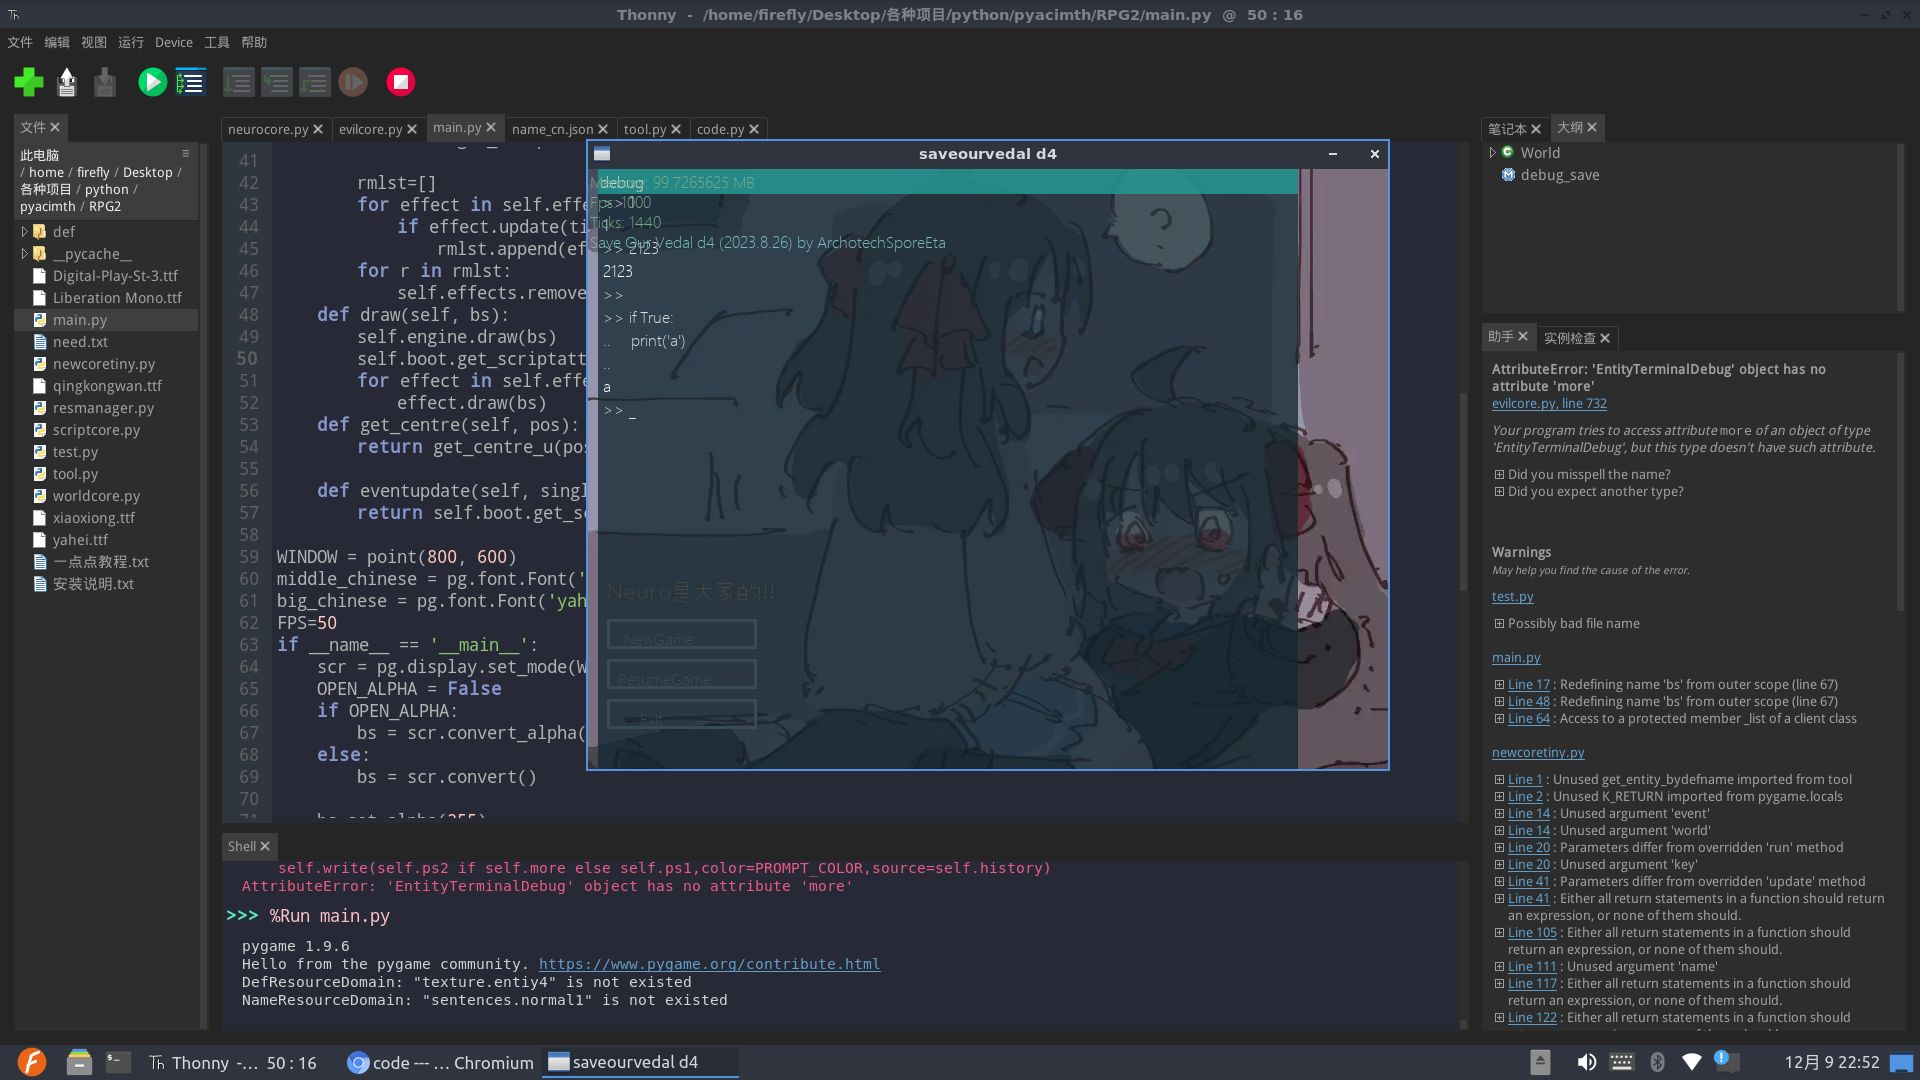 Thonny - /home/firefly/Desktop/各种项目/python/pyacimth/RPG2/main.py @ 50 : 16
文件 编辑 视图 运行 Device 工具 帮助
文件
此电脑
/ home / firefly / Desktop /
各种项目 / python /
pyacimth / RPG2
def
__pycache__
Digital-Play-St-3.ttf
Liberation Mono.ttf
main.py
need.txt
newcoretiny.py
qingkongwan.ttf
resmanager.py
scriptcore.py
test.py
tool.py
worldcore.py
xiaoxiong.ttf
yahei.ttf
一点点教程.txt
安装说明.txt
neurocore.py evilcore.py main.py name_cn.json tool.py code.py
41
42 rmlst=[]
43 for effect in self.effe
44 if effect.update(ti
45 rmlst.append(ef
46 for r in rmlst:
47 self.effects.remove
48 def draw(self, bs):
49 self.engine.draw(bs)
50 self.boot.get_scriptatt
51 for effect in self.effe
52 effect.draw(bs)
53 def get_centre(self, pos):
54 return get_centre_u(pos
55
56 def eventupdate(self, singl
57 return self.boot.get_sc
58
59 WINDOW = point(800, 600)
60 middle_chinese = pg.font.Font('
61 big_chinese = pg.font.Font('yah
62 FPS=50
63 if __name__ == '__main__':
64 scr = pg.display.set_mode(W
65 OPEN_ALPHA = False
66 if OPEN_ALPHA:
67 bs = scr.convert_alpha(
68 else:
69 bs = scr.convert()
70
saveourvedal d4
debug
99.7265625 MB
Ticks: 1440
Save Our Vedal d4 (2023.8.26) by ArchotechSporeEta
>> 2123
2123
>>
>> if True:
.. print('a')
..
a
>> _
Neuro是大家的!!
NewGame
ResumeGame
Exit
Shell
self.write(self.ps2 if self.more else self.ps1,color=PROMPT_COLOR,source=self.history)
AttributeError: 'EntityTerminalDebug' object has no attribute 'more'
>>> %Run main.py
pygame 1.9.6
Hello from the pygame community. https://www.pygame.org/contribute.html
DefResourceDomain: "texture.entiy4" is not existed
NameResourceDomain: "sentences.normal1" is not existed
笔记本 大纲
World
debug_save
助手 实例检查
AttributeError: 'EntityTerminalDebug' object has no
attribute 'more'
evilcore.py, line 732
Your program tries to access attribute more of an object of type
'EntityTerminalDebug', but this type doesn't have such attribute.
Did you misspell the name?
Did you expect another type?
Warnings
May help you find the cause of the error.
test.py
Possibly bad file name
main.py
Line 17 : Redefining name 'bs' from outer scope (line 67)
Line 48 : Redefining name 'bs' from outer scope (line 67)
Line 64 : Access to a protected member _list of a client class
newcoretiny.py
Line 1 : Unused get_entity_bydefname imported from tool
Line 2 : Unused K_RETURN imported from pygame.locals
Line 14 : Unused argument 'event'
Line 14 : Unused argument 'world'
Line 20 : Parameters differ from overridden 'run' method
Line 20 : Unused argument 'key'
Line 41 : Parameters differ from overridden 'update' method
Line 41 : Either all return statements in a function should return
an expression, or none of them should.
Line 105 : Either all return statements in a function should
return an expression, or none of them should.
Line 111 : Unused argument 'name'
Line 117 : Either all return statements in a function should
return an expression, or none of them should.
Line 122 : Either all return statements in a function should
Thonny -... 50 : 16 code --- ... Chromium saveourvedal d4
12月 9 22:52